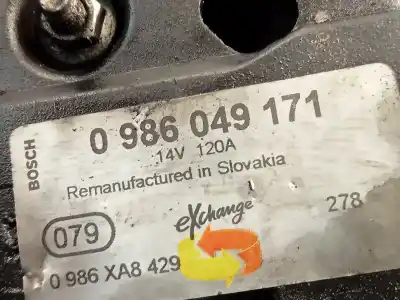 BOSCH
0 986 049 171
14V 120A
Remanufactured in Slovakia
079
eXchange
278
0 986 XA8 429